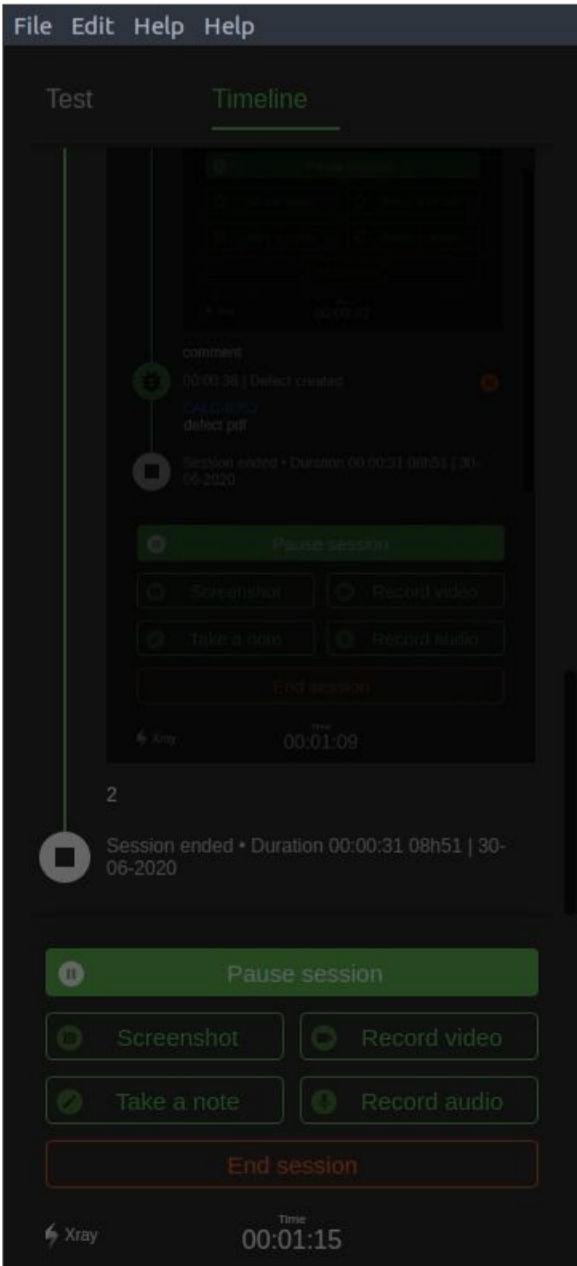 File Edit Help Help
Test Timeline
comment
00:00:38 | Defect created
defect pdf
Session ended • Duration 00:00:31 08h51 | 30-
06-2020
Pause session
Screenshot Record video
Take a note Record audio
End session
Xray
Time
00:01:09
2
Session ended • Duration 00:00:31 08h51 | 30-
06-2020
Pause session
Screenshot Record video
Take a note Record audio
End session
Xray
Time
00:01:15